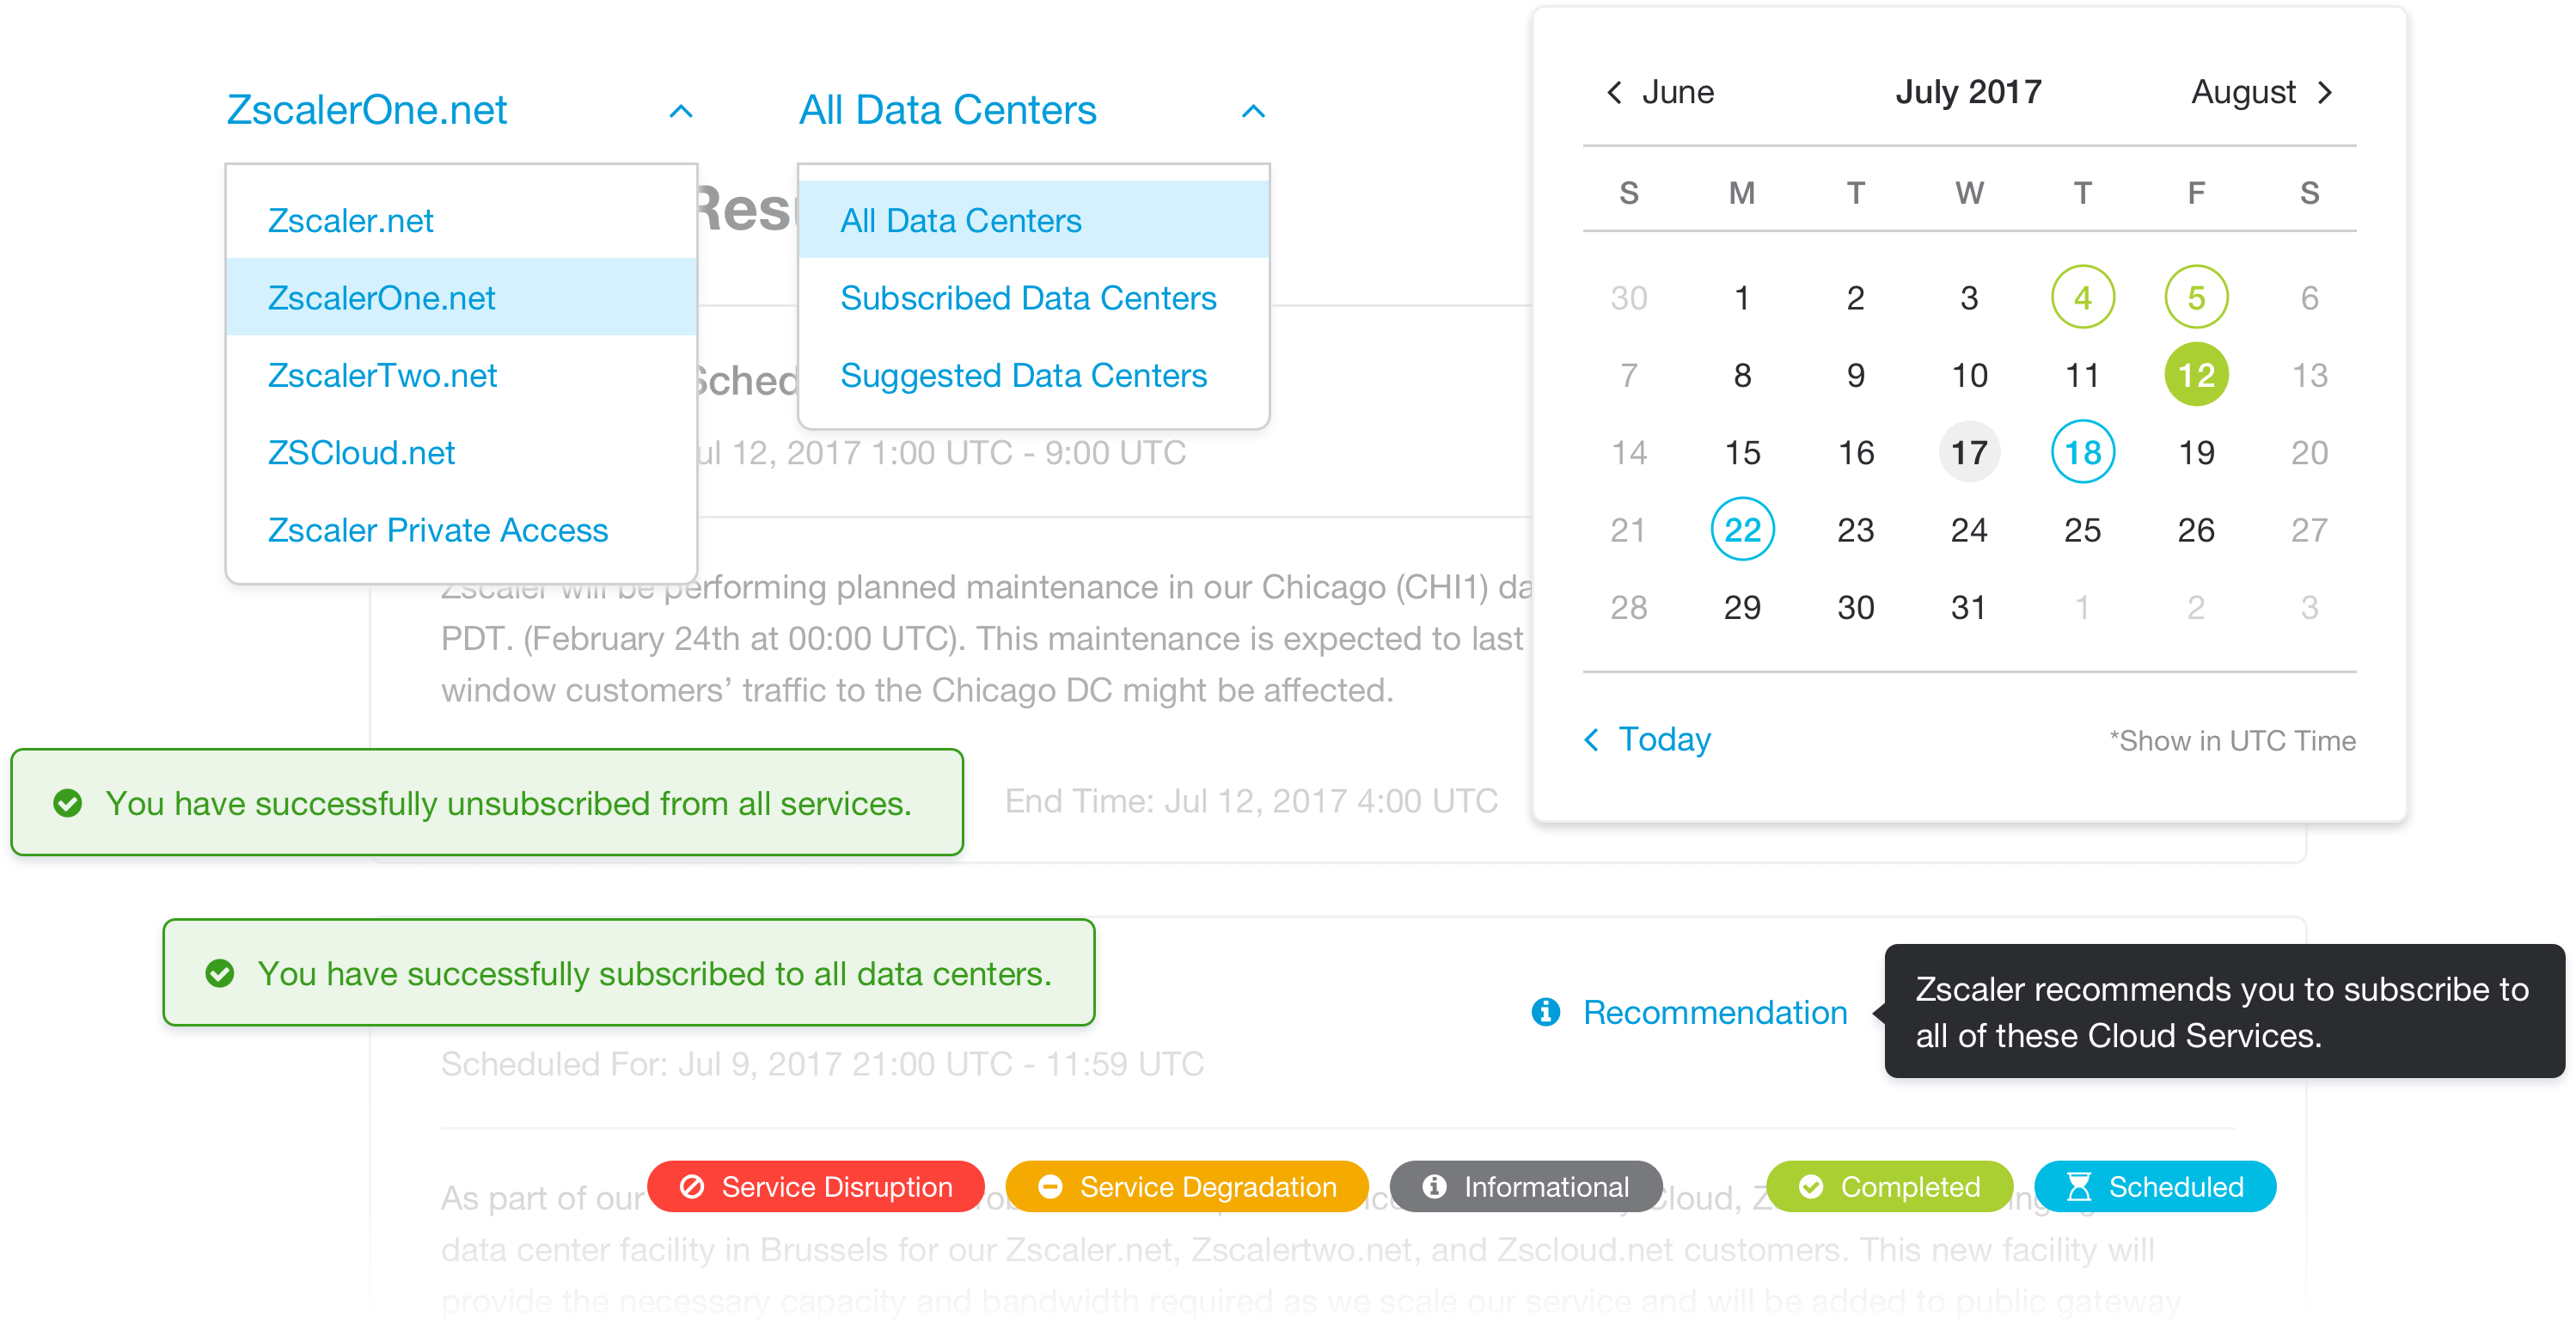 ZscalerOne.net
Zscaler.net
ZscalerOne.net
ZscalerTwo.net
ZSCloud.net
Zscaler Private Access
All Data Centers
All Data Centers
Subscribed Data Centers
Suggested Data Centers
June July 2017 August
S M T W T F S
30 1 2 3 4 5 6
7 8 9 10 11 12 13
14 15 16 17 18 19 20
21 22 23 24 25 26 27
28 29 30 31 1 2 3
Today *Show in UTC Time
12, 2017 1:00 UTC - 9:00 UTC
Zscaler will be performing planned maintenance in our Chicago (CHI1)
PDT. (February 24th at 00:00 UTC). This maintenance is expected to last
window customers’ traffic to the Chicago DC might be affected.
You have successfully unsubscribed from all services.
End Time: Jul 12, 2017 4:00 UTC
You have successfully subscribed to all data centers.
Recommendation
Zscaler recommends you to subscribe to
all of these Cloud Services.
Scheduled For: Jul 9, 2017 21:00 UTC - 11:59 UTC
Service Disruption Service Degradation Informational Completed Scheduled
As part of our
data center facility in Brussels for our Zscaler.net, Zscalertwo.net, and Zscloud.net customers. This new facility will
provide the necessary capacity and bandwidth required as we scale our service and will be added to public gateway